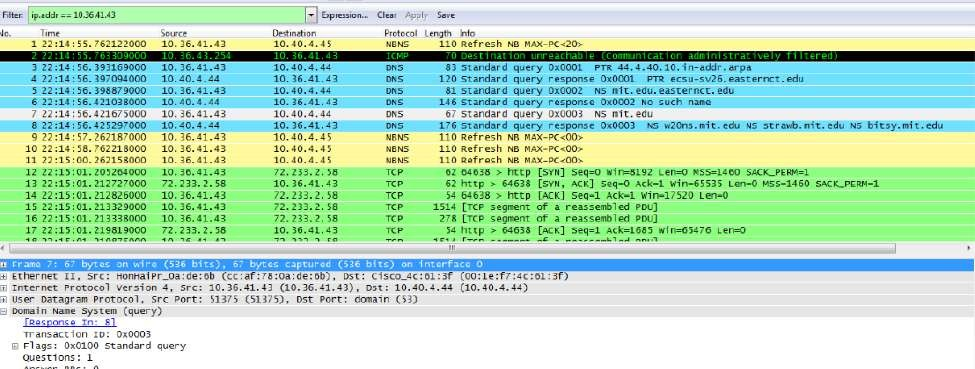 Filter: ip.addr == 10.36.41.43 Expression... Clear Apply Save
No. Time Source Destination Protocol Length Info
1 22:14:55.762122000 10.36.41.43 10.40.4.45 NBNS 110 Refresh NB MAX-PC<20>
2 22:14:55.763309000 10.36.43.254 10.36.41.43 ICMP 70 Destination unreachable (Communication administratively filtered)
3 22:14:56.393169000 10.36.41.43 10.40.4.44 DNS 83 Standard query 0x0001 PTR 44.4.40.10.in-addr.arpa
4 22:14:56.397094000 10.40.4.44 10.36.41.43 DNS 120 Standard query response 0x0001 PTR ecsu-sv26.easternct.edu
5 22:14:56.398879000 10.36.41.43 10.40.4.44 DNS 81 Standard query 0x0002 NS mit.edu.easternct.edu
6 22:14:56.421038000 10.40.4.44 10.36.41.43 DNS 146 Standard query response 0x0002 No such name
7 22:14:56.421675000 10.36.41.43 10.40.4.44 DNS 67 Standard query 0x0003 NS mit.edu
8 22:14:56.425297000 10.40.4.44 10.36.41.43 DNS 176 Standard query response 0x0003 NS w20ns.mit.edu NS strawb.mit.edu NS bitsy.mit.edu
9 22:14:57.262187000 10.36.41.43 10.40.4.45 NBNS 110 Refresh NB MAX-PC<00>
10 22:14:58.762218000 10.36.41.43 10.40.4.45 NBNS 110 Refresh NB MAX-PC<00>
11 22:15:00.262158000 10.36.41.43 10.40.4.45 NBNS 110 Refresh NB MAX-PC<00>
12 22:15:01.205264000 10.36.41.43 72.233.2.58 TCP 62 64638 > http [SYN] Seq=0 Win=8192 Len=0 MSS=1460 SACK_PERM=1
13 22:15:01.212727000 72.233.2.58 10.36.41.43 TCP 62 http > 64638 [SYN, ACK] Seq=0 Ack=1 Win=65535 Len=0 MSS=1460 SACK_PERM=1
14 22:15:01.212826000 10.36.41.43 72.233.2.58 TCP 54 64638 > http [ACK] Seq=1 Ack=1 Win=17520 Len=0
15 22:15:01.213329000 10.36.41.43 72.233.2.58 TCP 1514 [TCP segment of a reassembled PDU]
16 22:15:01.213338000 10.36.41.43 72.233.2.58 TCP 278 [TCP segment of a reassembled PDU]
17 22:15:01.219819000 72.233.2.58 10.36.41.43 TCP 54 http > 64638 [ACK] Seq=1 Ack=1685 Win=65476 Len=0
18 22:15:01.219875000 10.36.41.43 72.233.2.58 TCP 1514 [TCP segment of a reassembled PDU]
Frame 7: 67 bytes on wire (536 bits), 67 bytes captured (536 bits) on interface 0
Ethernet II, Src: HonHaiPr_0a:de:6b (cc:af:78:0a:de:6b), Dst: Cisco_4c:61:3f (00:1e:f7:4c:61:3f)
Internet Protocol Version 4, Src: 10.36.41.43 (10.36.41.43), Dst: 10.40.4.44 (10.40.4.44)
User Datagram Protocol, Src Port: 51375 (51375), Dst Port: domain (53)
Domain Name System (query)
[Response In: 8]
Transaction ID: 0x0003
Flags: 0x0100 Standard query
Questions: 1
Answer RRs: 0